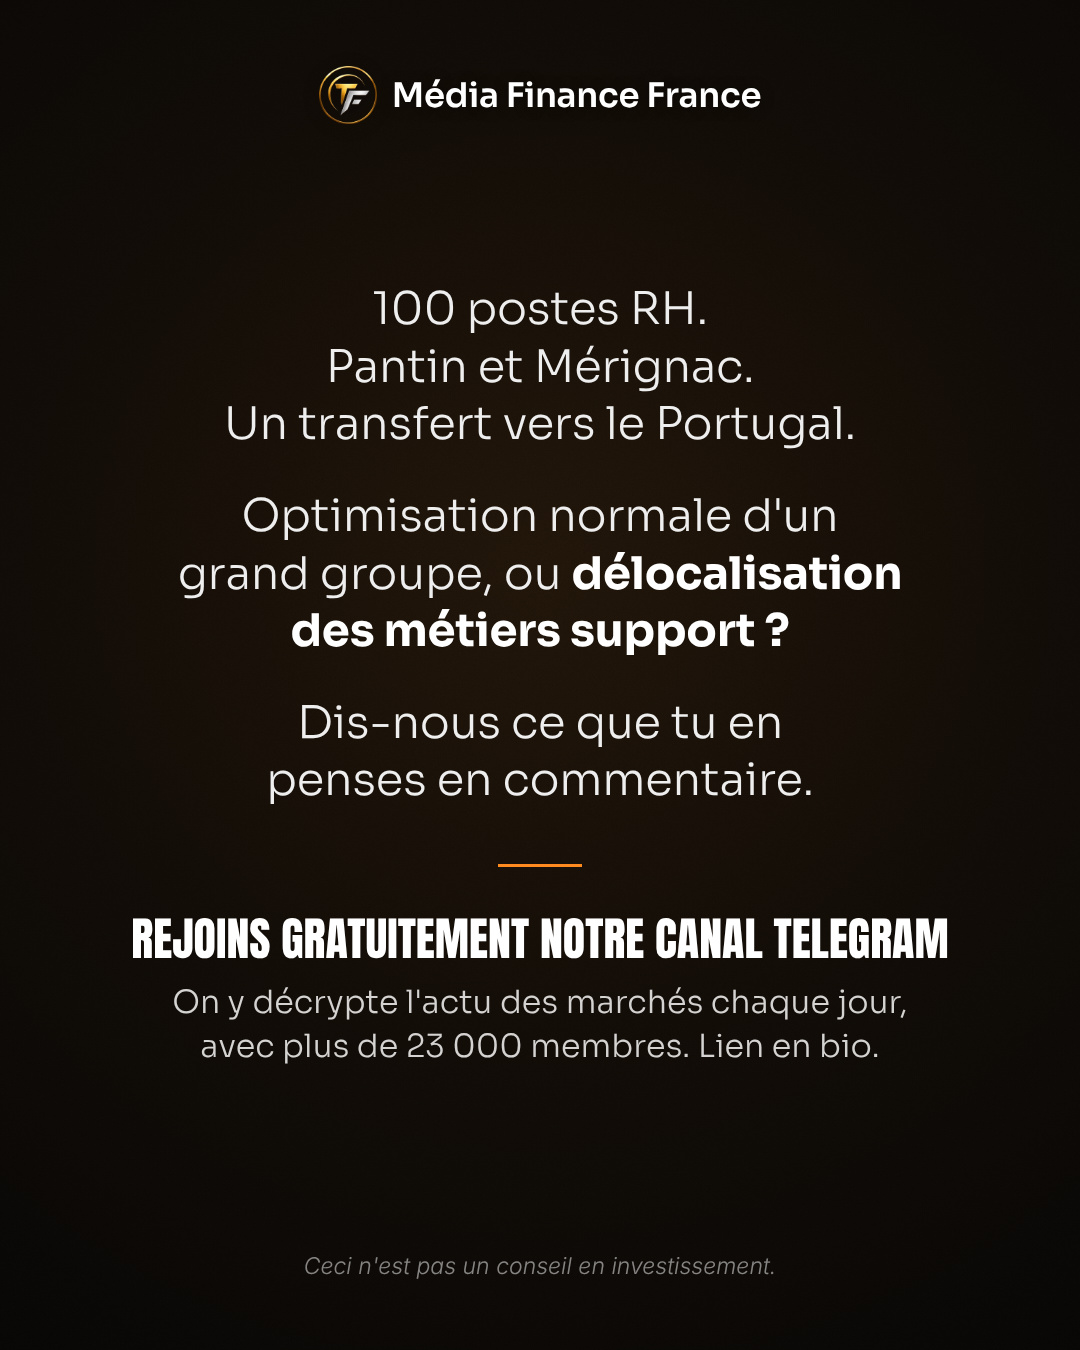 TF Média Finance France
100 postes RH.
Pantin et Mérignac.
Un transfert vers le Portugal.
Optimisation normale d'un
grand groupe, ou délocalisation
des métiers support ?
Dis-nous ce que tu en
penses en commentaire.
REJOINS GRATUITEMENT NOTRE CANAL TELEGRAM
On y décrypte l'actu des marchés chaque jour,
avec plus de 23 000 membres. Lien en bio.
Ceci n'est pas un conseil en investissement.